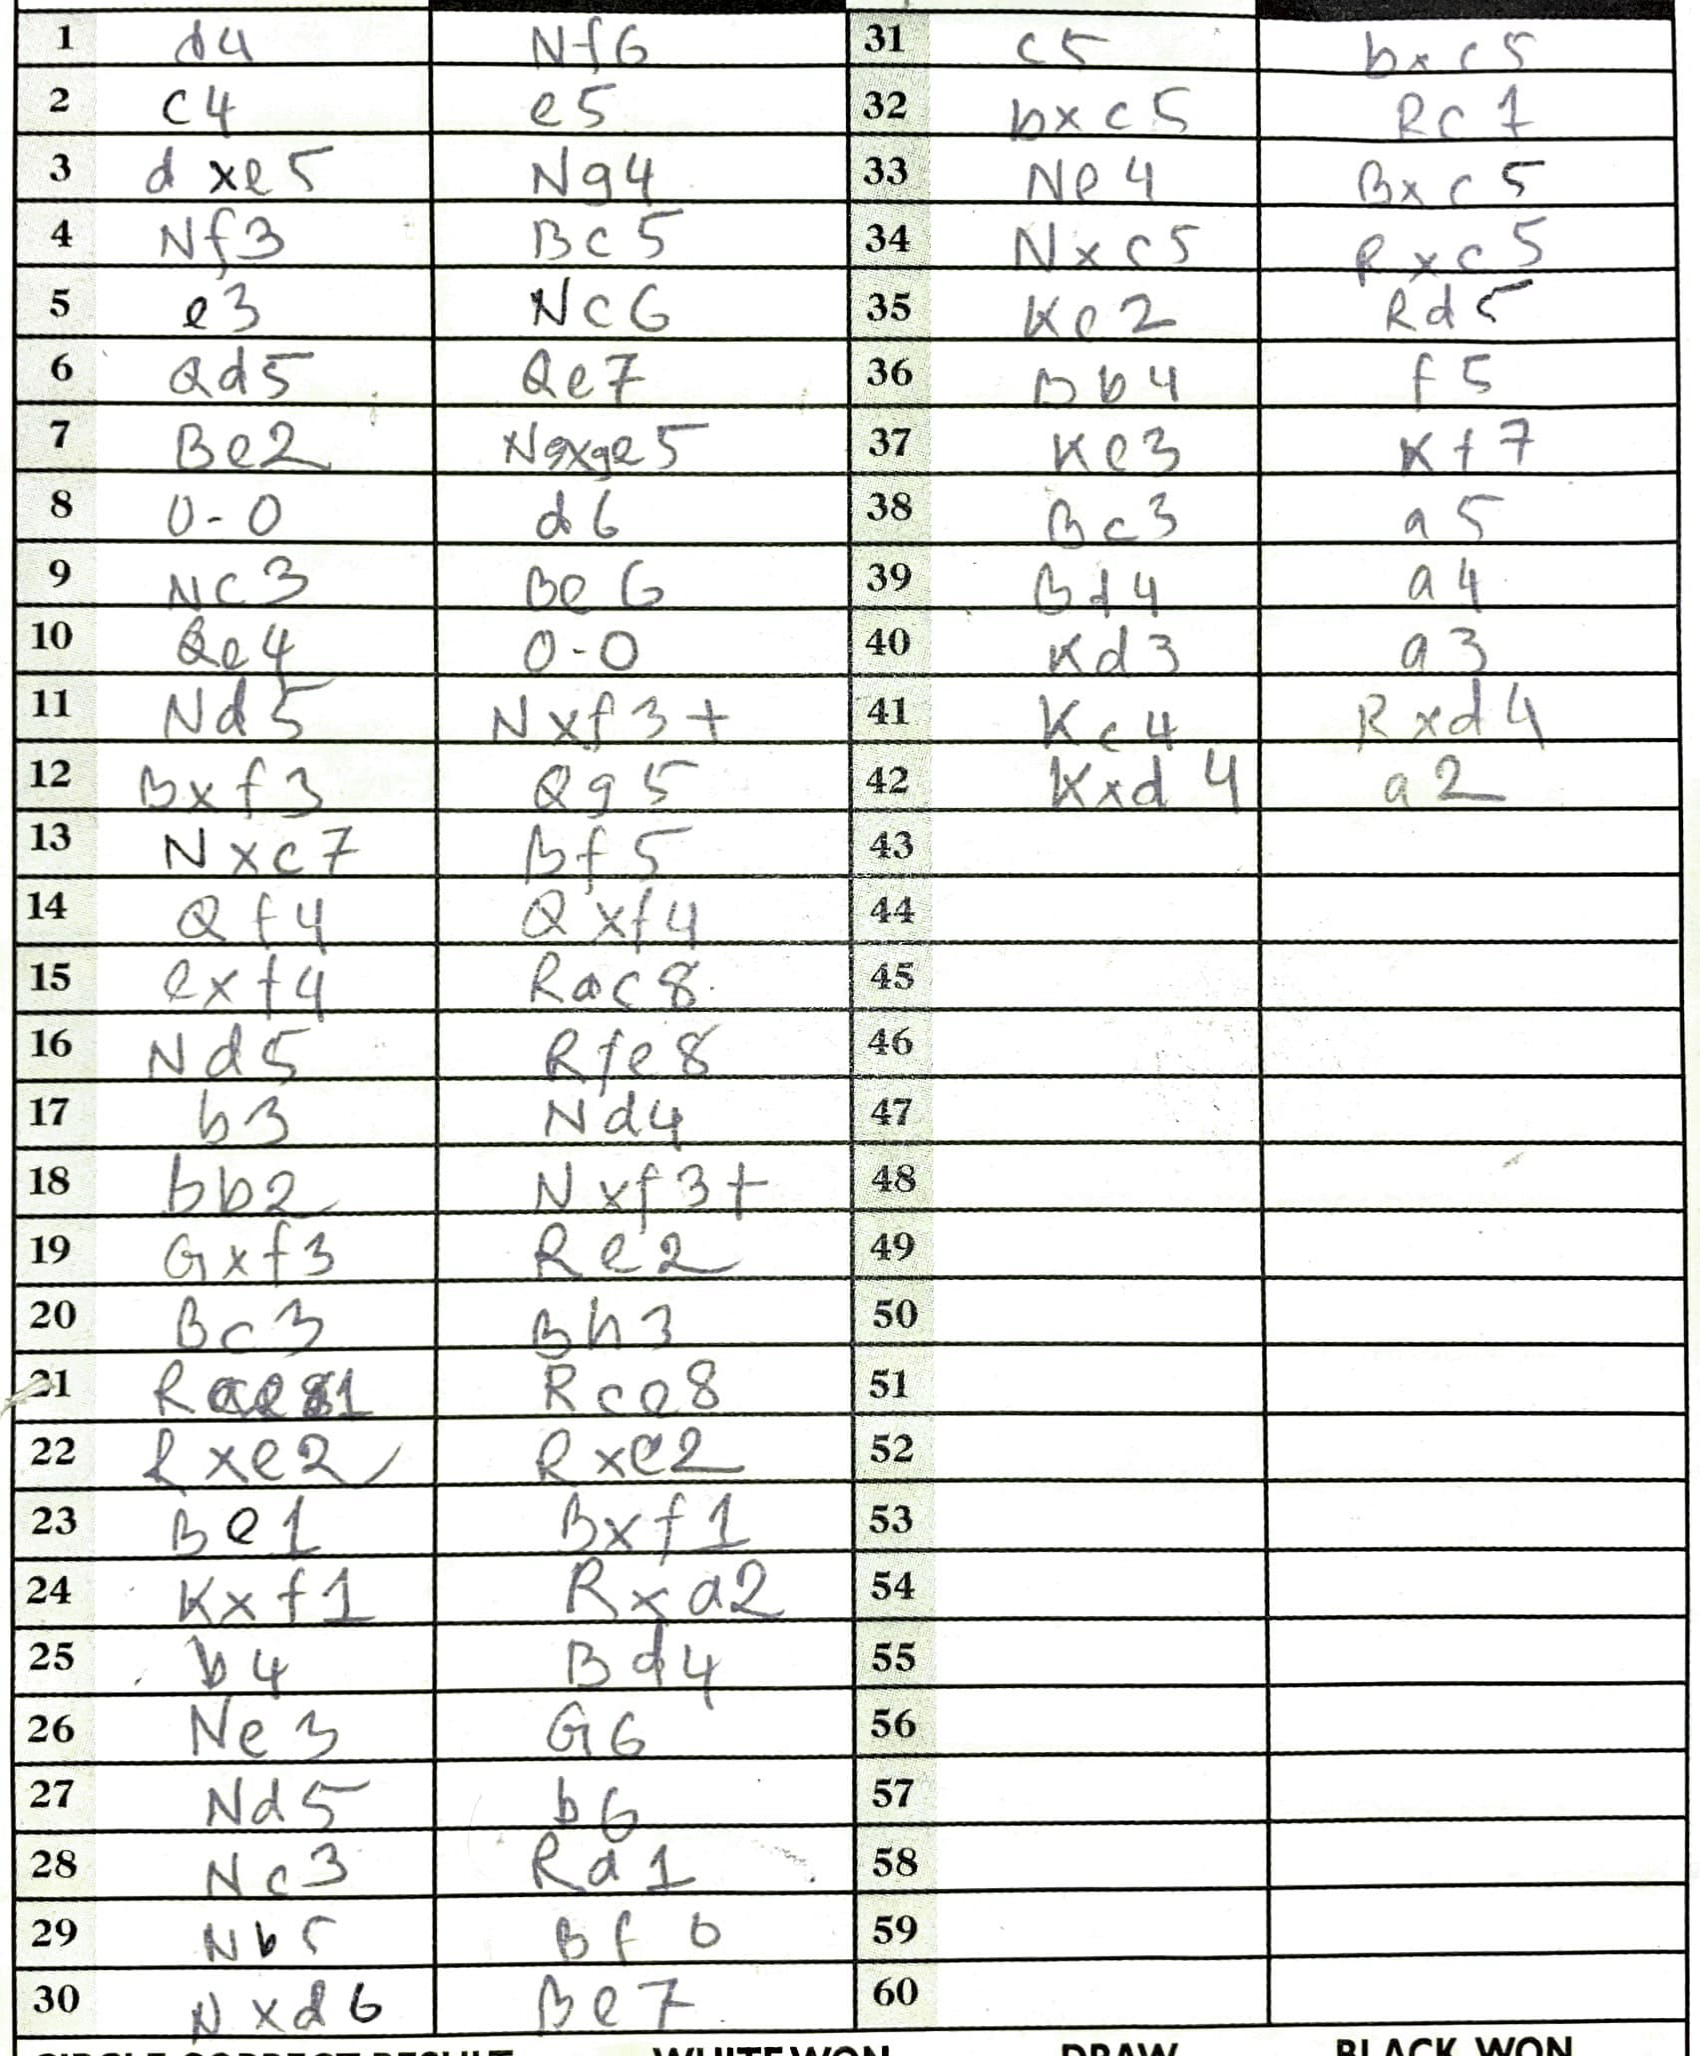 1 d4 Nf6 31 c5 bxc5
2 c4 e5 32 bxc5 Rc1
3 dxe5 Ng4 33 Ne4 Bxc5
4 Nf3 Bc5 34 Nxc5 Rxc5
5 e3 Nc6 35 Ke2 Rd5
6 Qd5 Qe7 36 Bb4 f5
7 Be2 Ngxe5 37 Ke3 Kf7
8 0-0 d6 38 Bc3 a5
9 Nc3 Be6 39 Bd4 a4
10 Qe4 0-0 40 Kd3 a3
11 Nd5 Nxf3+ 41 Kc4 Rxd4
12 Bxf3 Qg5 42 Kxd4 a2
13 Nxc7 Bf5 43
14 Qf4 Qxf4 44
15 exf4 Rac8 45
16 Nd5 Rfe8 46
17 b3 Nd4 47
18 bb2 Nxf3+ 48
19 Gxf3 Re2 49
20 Bc3 Bh3 50
21 Rae1 Rce8 51
22 Rxe2 Rxe2 52
23 Be1 Bxf1 53
24 Kxf1 Rxa2 54
25 b4 Bd4 55
26 Ne3 G6 56
27 Nd5 b6 57
28 Nc3 Ra1 58
29 Nb5 Bf6 59
30 Nxd6 Be7 60
CIRCLE CORRECT RESULT WHITE WON DRAW BLACK WON